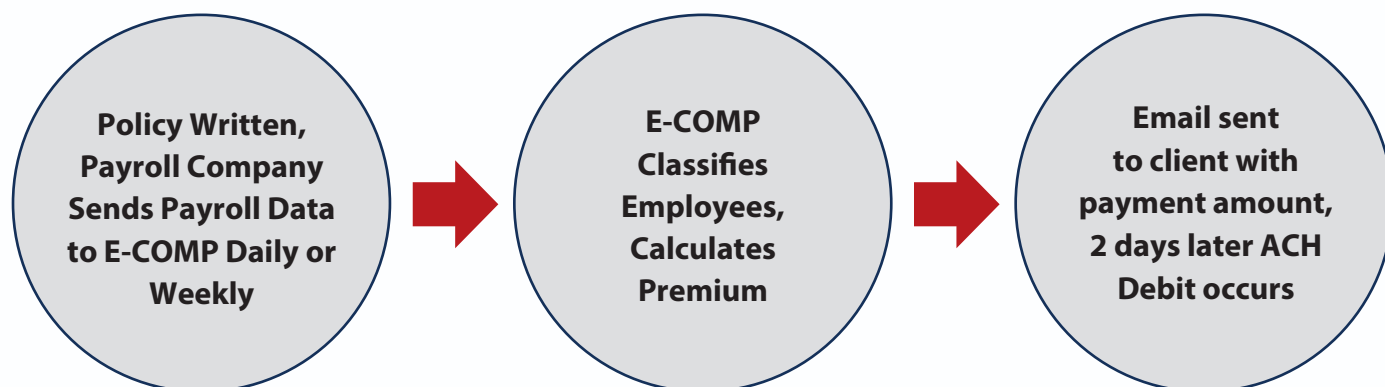 Policy Written,
Payroll Company
Sends Payroll Data
to E-COMP Daily or
Weekly
E-COMP
Classifies
Employees,
Calculates
Premium
Email sent
to client with
payment amount,
2 days later ACH
Debit occurs